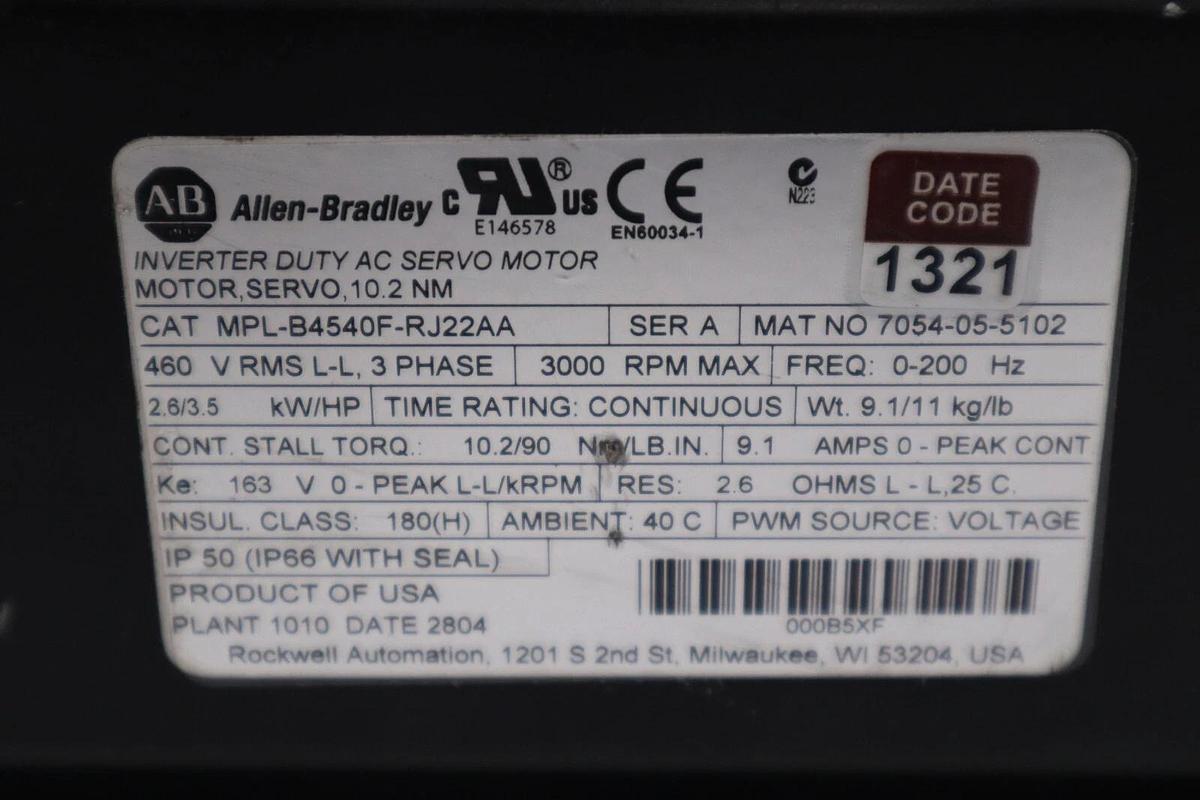 AB Allen-Bradley C UL® US CE N223
E146578 EN60034-1
DATE
CODE
1321
INVERTER DUTY AC SERVO MOTOR
MOTOR,SERVO,10.2 NM
CAT MPL-B4540F-RJ22AA SER A MAT NO 7054-05-5102
460 V RMS L-L, 3 PHASE 3000 RPM MAX FREQ: 0-200 Hz
2.6/3.5 kW/HP TIME RATING: CONTINUOUS Wt. 9.1/11 kg/lb
CONT. STALL TORQ.: 10.2/90 Nm/LB.IN. 9.1 AMPS 0 - PEAK CONT
Ke: 163 V 0 - PEAK L-L/kRPM RES: 2.6 OHMS L - L,25 C.
INSUL. CLASS: 180(H) AMBIENT: 40 C PWM SOURCE: VOLTAGE
IP 50 (IP66 WITH SEAL)
PRODUCT OF USA
PLANT 1010 DATE 2804
000B5XF
Rockwell Automation, 1201 S 2nd St, Milwaukee, WI 53204, USA